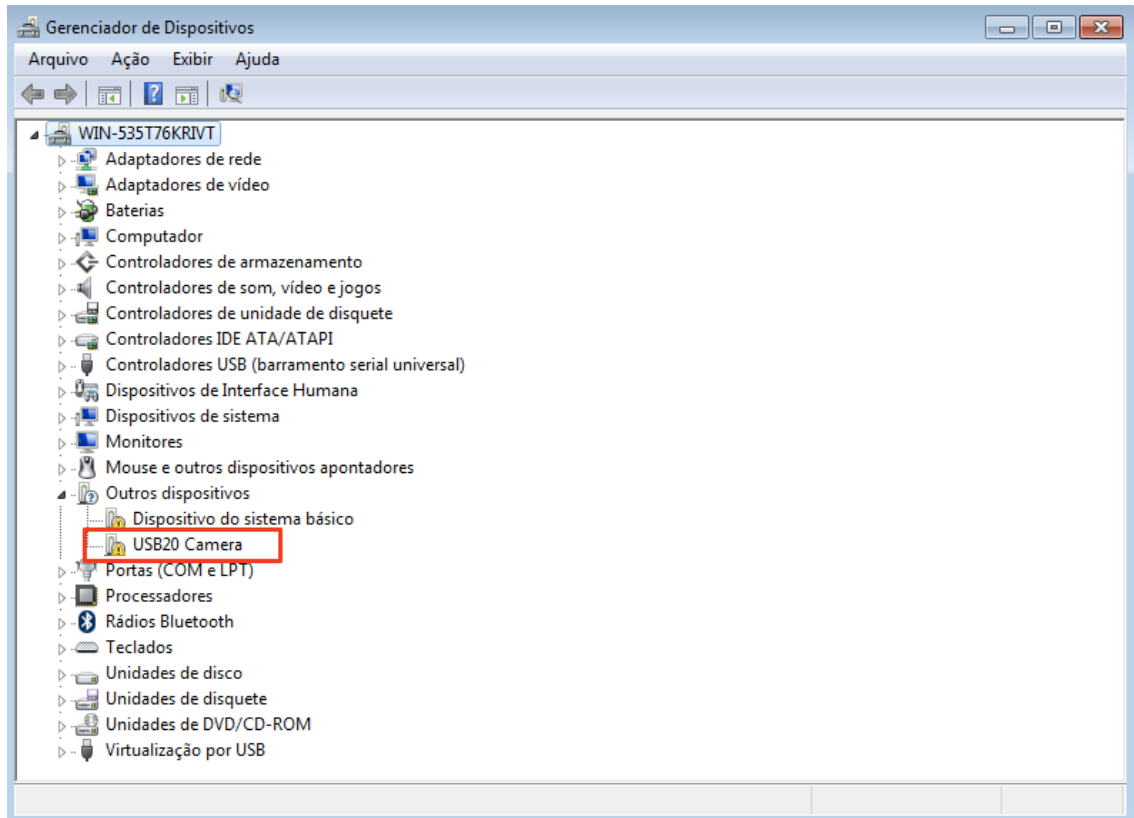 Gerenciador de Dispositivos
Arquivo Ação Exibir Ajuda
WIN-535T76KRIVT
Adaptadores de rede
Adaptadores de vídeo
Baterias
Computador
Controladores de armazenamento
Controladores de som, vídeo e jogos
Controladores de unidade de disquete
Controladores IDE ATA/ATAPI
Controladores USB (barramento serial universal)
Dispositivos de Interface Humana
Dispositivos de sistema
Monitores
Mouse e outros dispositivos apontadores
Outros dispositivos
Dispositivo do sistema básico
USB20 Camera
Portas (COM e LPT)
Processadores
Rádios Bluetooth
Teclados
Unidades de disco
Unidades de disquete
Unidades de DVD/CD-ROM
Virtualização por USB